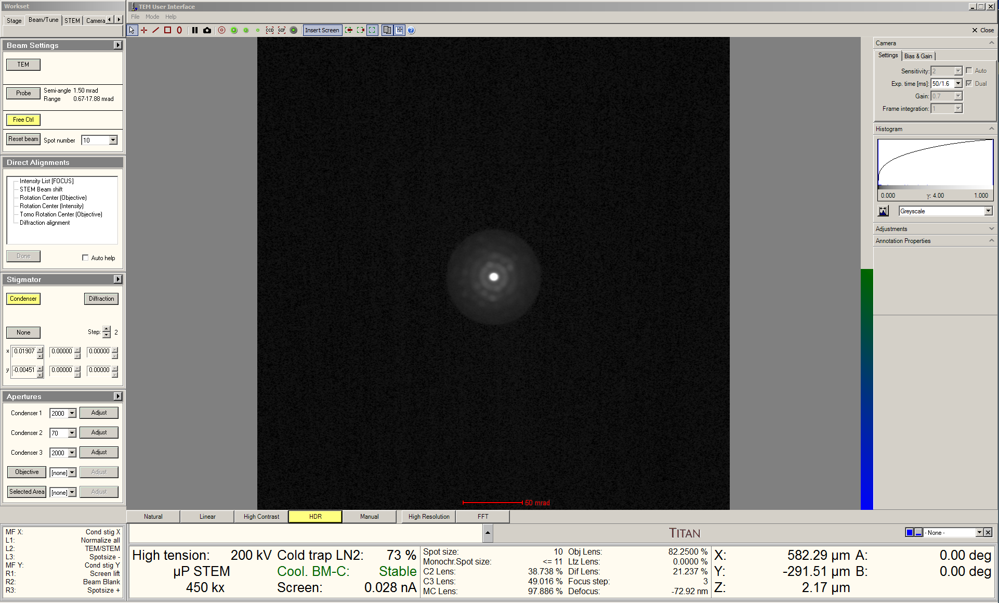 Workset
Stage Beam/Tune STEM Camera
Beam Settings
TEM
Probe Semi-angle 1.50 mrad
Range 0.67-17.88 mrad
Free Ctrl
Reset beam Spot number 10
Direct Alignments
Intensity List [FOCUS]
STEM Beam shift
Rotation Center (Objective)
Rotation Center (Intensity)
Tomo Rotation Center (Objective)
Diffraction alignment
Done Auto help
Stigmator
Condenser Diffraction
None Step: 2
x 0.01907 0.00000 0.00000
y -0.00451 0.00000 0.00000
Apertures
Condenser 1 2000 Adjust
Condenser 2 70 Adjust
Condenser 3 2000 Adjust
Objective [none] Adjust
Selected Area [none] Adjust
MF X: Cond stig X
L1: Normalize all
L2: TEM/STEM
L3: Spotsize -
MF Y: Cond stig Y
R1: Screen lift
R2: Beam Blank
R3: Spotsize +
TEM User Interface
File Mode Help
CCD GIF Insert Screen Close
50 mrad
Camera
Settings Bias & Gain
Sensitivity: 2 Auto
Exp. time [ms]: 50/1.6 Dual
Gain: 0.7
Frame integration: 1
Histogram
0.000 γ: 4.00 1.000
Greyscale
Adjustments
Annotation Properties
Natural Linear High Contrast HDR Manual High Resolution FFT
TITAN
- None -
High tension: 200 kV
µP STEM
450 kx
Cold trap LN2: 73 %
Cool. BM-C: Stable
Screen: 0.028 nA
Spot size: 10
Monochr.Spot size: <= 11
C2 Lens: 38.738 %
C3 Lens: 49.016 %
MC Lens: 97.886 %
Obj Lens: 82.2500 %
Ltz Lens: 0.0000 %
Dif Lens: 21.237 %
Focus step: 3
Defocus: -72.92 nm
X: 582.29 µm A: 0.00 deg
Y: -291.51 µm B: 0.00 deg
Z: 2.17 µm